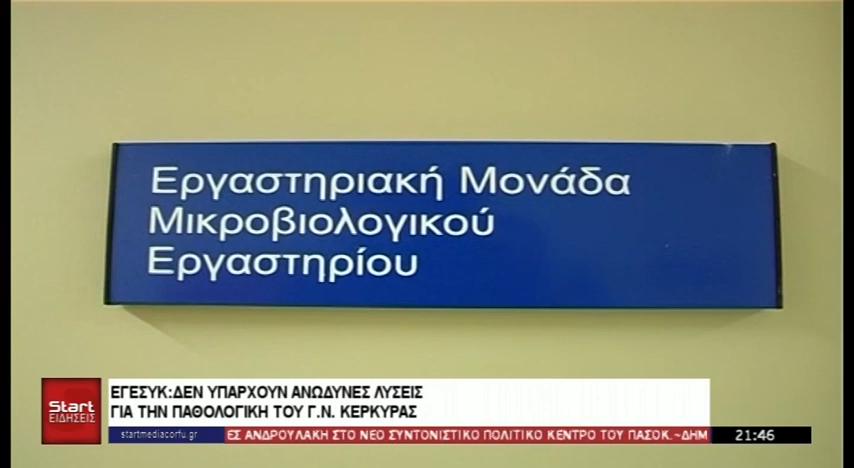 Εργαστηριακή Μονάδα
Μικροβιολογικού
Εργαστηρίου
ΕΓΕΣΥΚ:ΔΕΝ ΥΠΑΡΧΟΥΝ ΑΝΩΔΥΝΕΣ ΛΥΣΕΙΣ
ΓΙΑ ΤΗΝ ΠΑΘΟΛΟΓΙΚΗ ΤΟΥ Γ.Ν. ΚΕΡΚΥΡΑΣ
Start
ΕΙΔΗΣΕΙΣ
startmediacorfu.gr ΕΣ ΑΝΔΡΟΥΛΑΚΗ ΣΤΟ ΝΕΟ ΣΥΝΤΟΝΙΣΤΙΚΟ ΠΟΛΙΤΙΚΟ ΚΕΝΤΡΟ ΤΟΥ ΠΑΣΟΚ.~ΔΗΜ 21:46